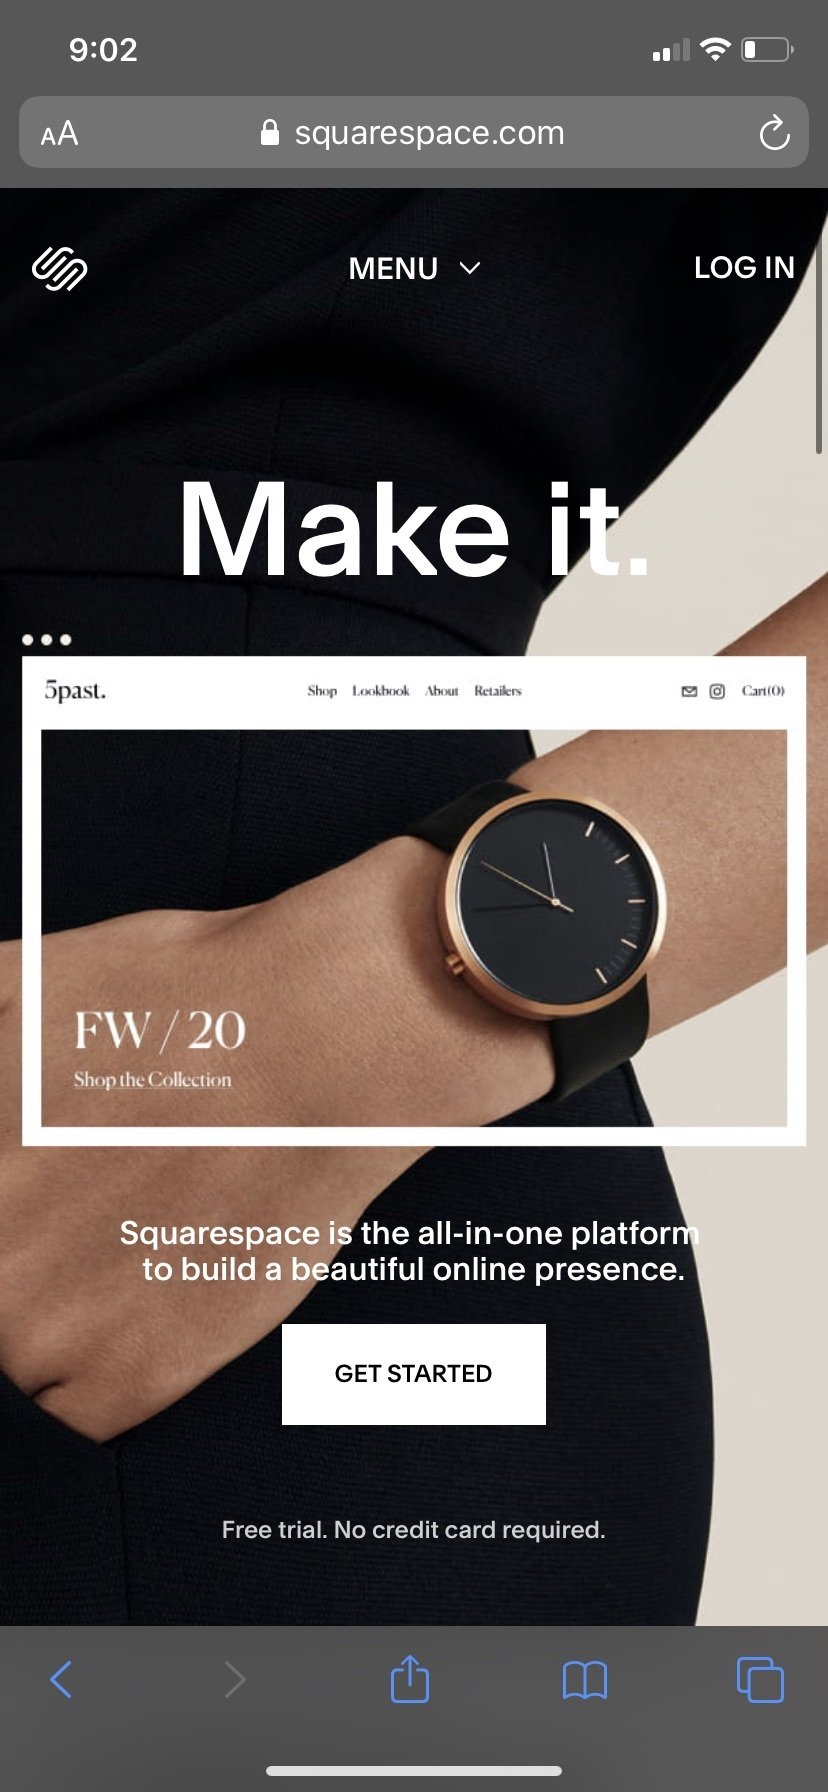 9:02
AA squarespace.com
MENU LOG IN
Make it.
5past. Shop Lookbook About Retailers Cart(0)
FW / 20
Shop the Collection
Squarespace is the all-in-one platform
to build a beautiful online presence.
GET STARTED
Free trial. No credit card required.